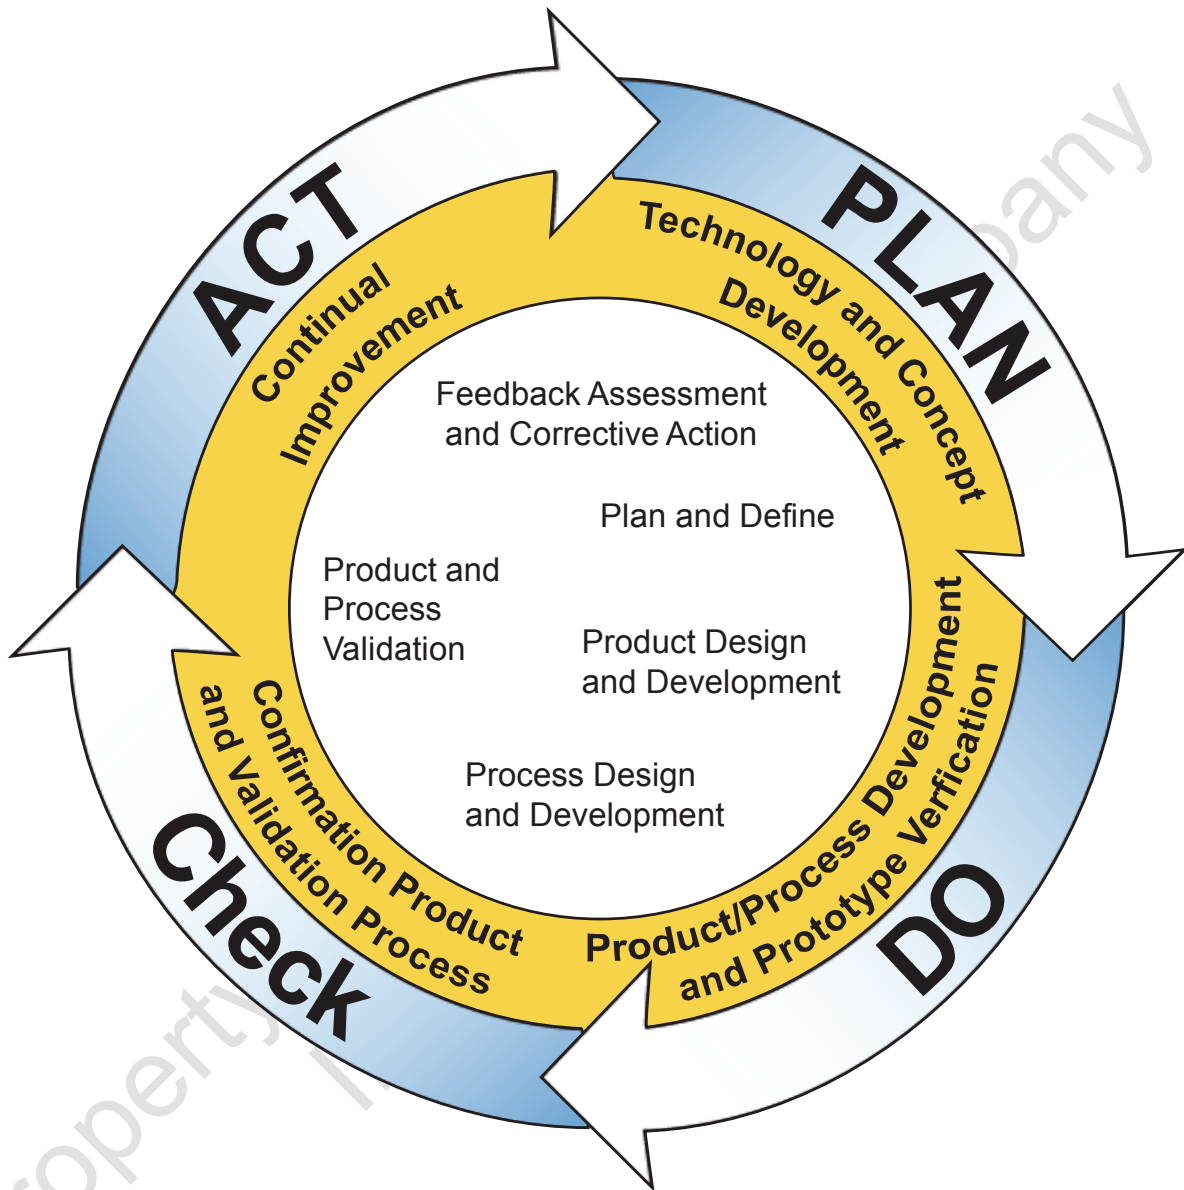 ACT
PLAN
DO
Check
Continual
Improvement
Technology and Concept
Development
Product/Process Development
and Prototype Verfication
Confirmation Product
and Validation Process
Feedback Assessment
and Corrective Action
Plan and Define
Product and
Process
Validation
Product Design
and Development
Process Design
and Development